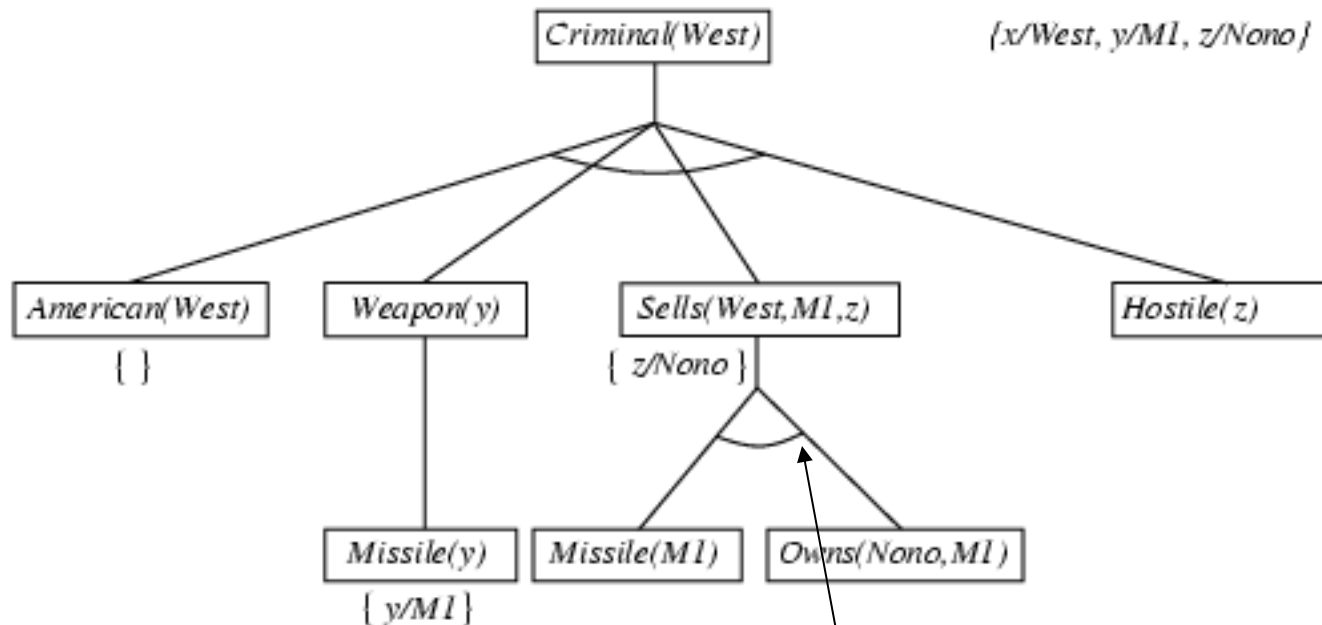 Criminal(West)
{x/West, y/M1, z/Nono}
American(West)
Weapon(y)
Sells(West,M1,z)
Hostile(z)
{ }
{ z/Nono }
Missile(y)
Missile(M1)
Owns(Nono,M1)
{ y/M1 }